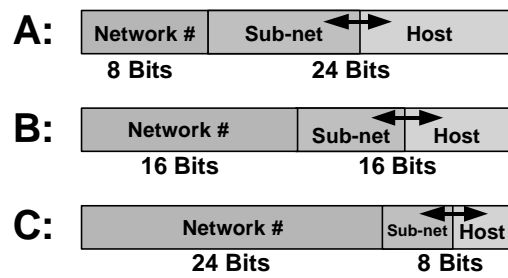 A: Network # Sub-net Host
8 Bits 24 Bits
B: Network # Sub-net Host
16 Bits 16 Bits
C: Network # Sub-net Host
24 Bits 8 Bits